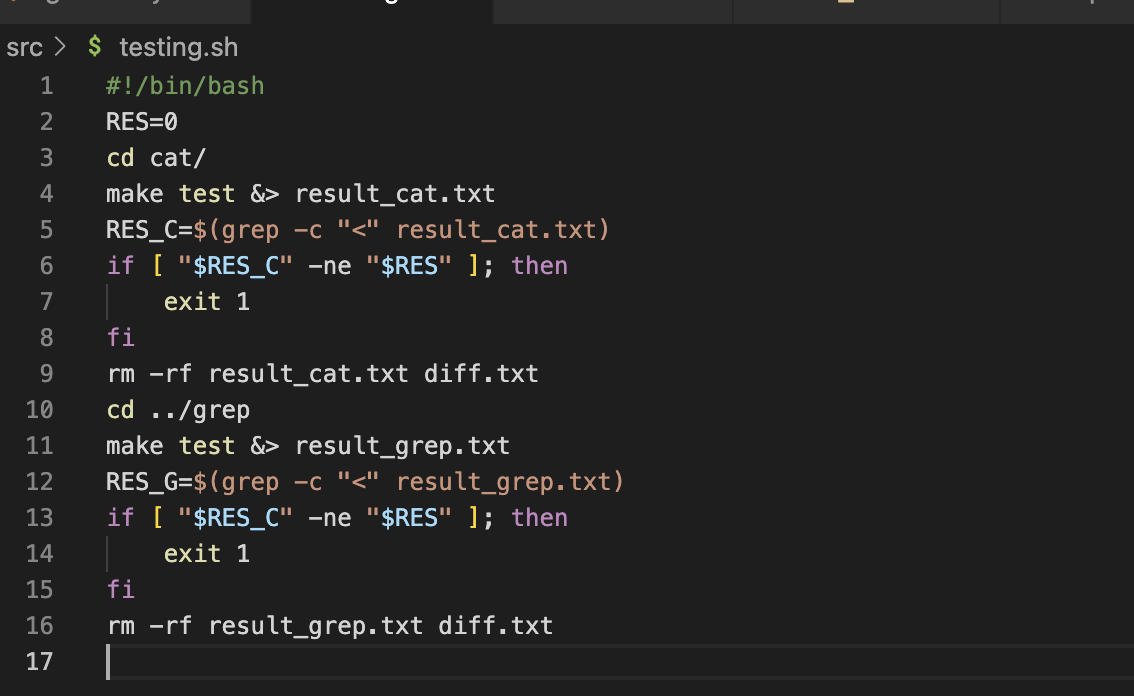 src > $ testing.sh
1 #!/bin/bash
2 RES=0
3 cd cat/
4 make test &> result_cat.txt
5 RES_C=$(grep -c "<" result_cat.txt)
6 if [ "$RES_C" -ne "$RES" ]; then
7     exit 1
8 fi
9 rm -rf result_cat.txt diff.txt
10 cd ../grep
11 make test &> result_grep.txt
12 RES_G=$(grep -c "<" result_grep.txt)
13 if [ "$RES_C" -ne "$RES" ]; then
14     exit 1
15 fi
16 rm -rf result_grep.txt diff.txt
17